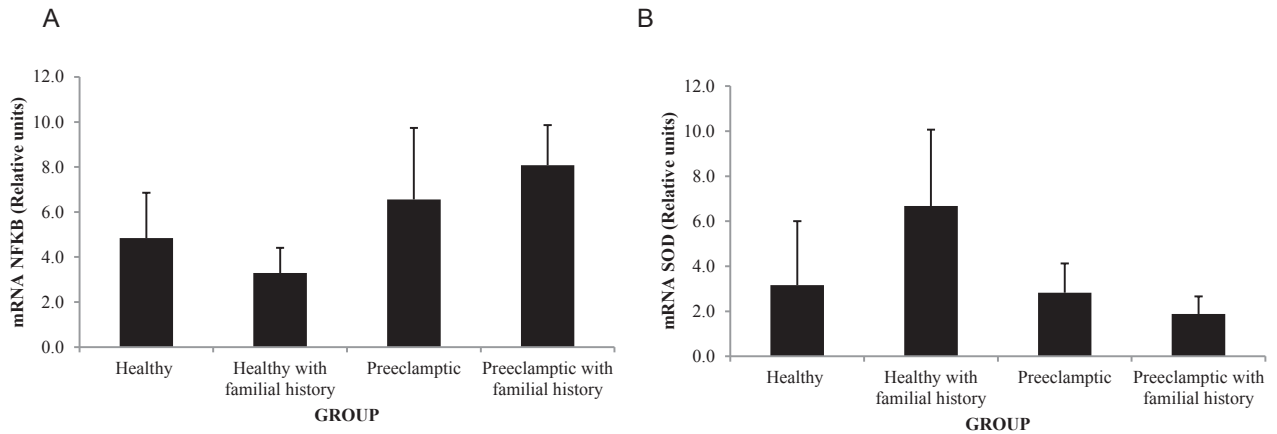 A
mRNA NFKB (Relative units)
12.0
10.0
8.0
6.0
4.0
2.0
0.0
Healthy
Healthy with
familial history
Preeclamptic
Preeclamptic with
familial history
GROUP
B
mRNA SOD (Relative units)
12.0
10.0
8.0
6.0
4.0
2.0
0.0
Healthy
Healthy with
familial history
Preeclamptic
Preeclamptic with
familial history
GROUP